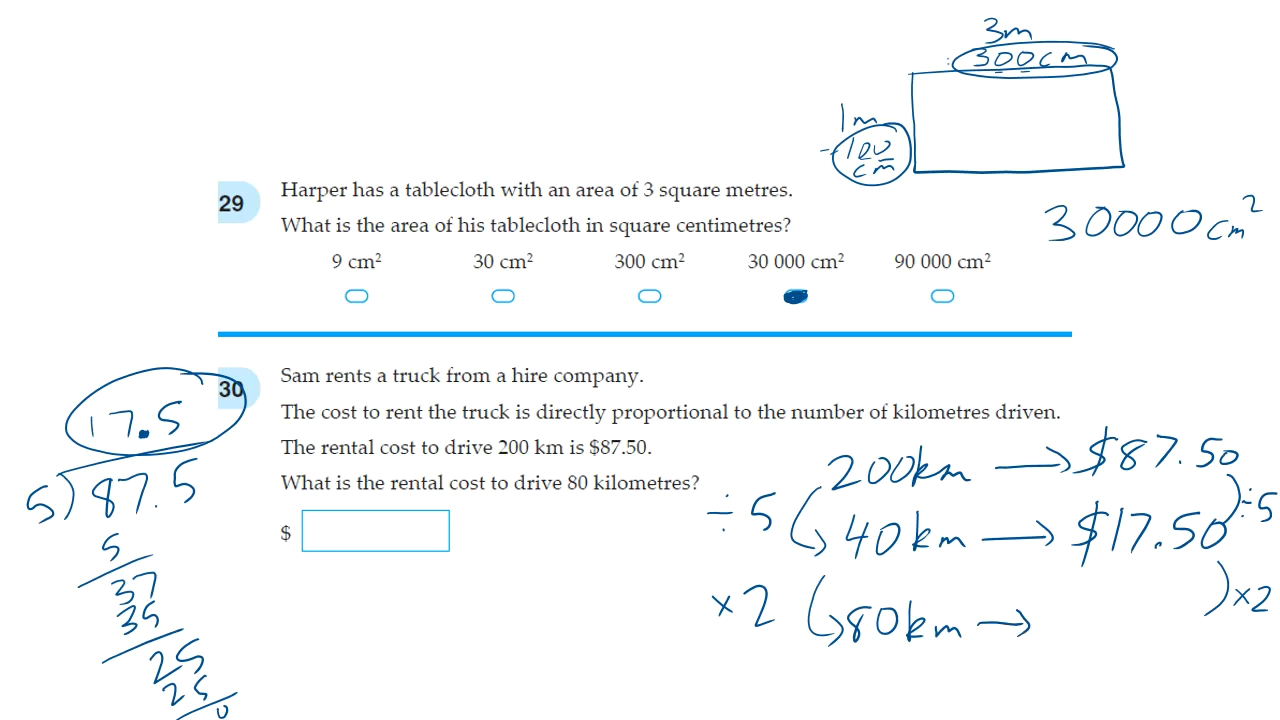 3m
300cm
1m
100
cm
30000cm²
29
Harper has a tablecloth with an area of 3 square metres.
What is the area of his tablecloth in square centimetres?
9 cm² 30 cm² 300 cm² 30 000 cm² 90 000 cm²
30
Sam rents a truck from a hire company.
The cost to rent the truck is directly proportional to the number of kilometres driven.
The rental cost to drive 200 km is $87.50.
What is the rental cost to drive 80 kilometres?
$
17.5
5)87.5
5
37
35
25
25
0
200km → $87.50
÷5 40km → $17.50 ÷5
×2 80km → ×2